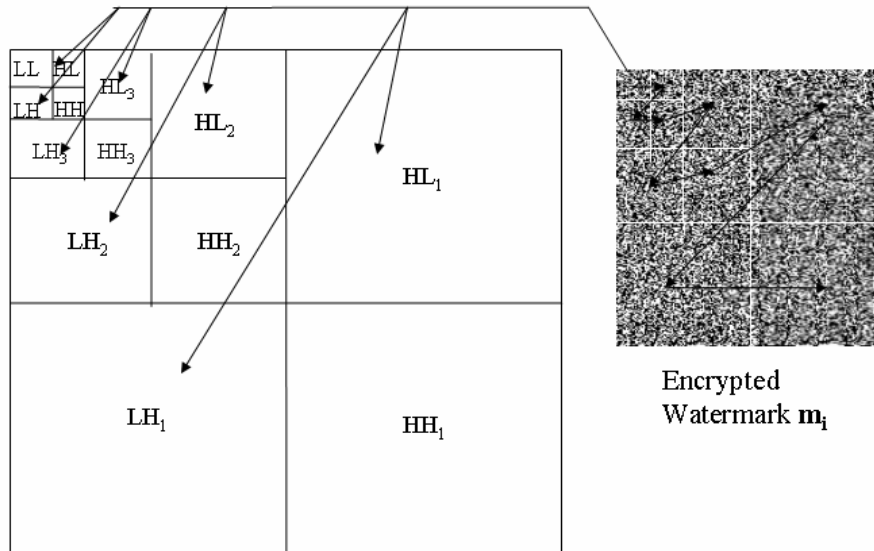 LL HL HL₃
LH HH
LH₃ HH₃
HL₂
HL₁
LH₂ HH₂
LH₁ HH₁
Encrypted
Watermark mᵢ